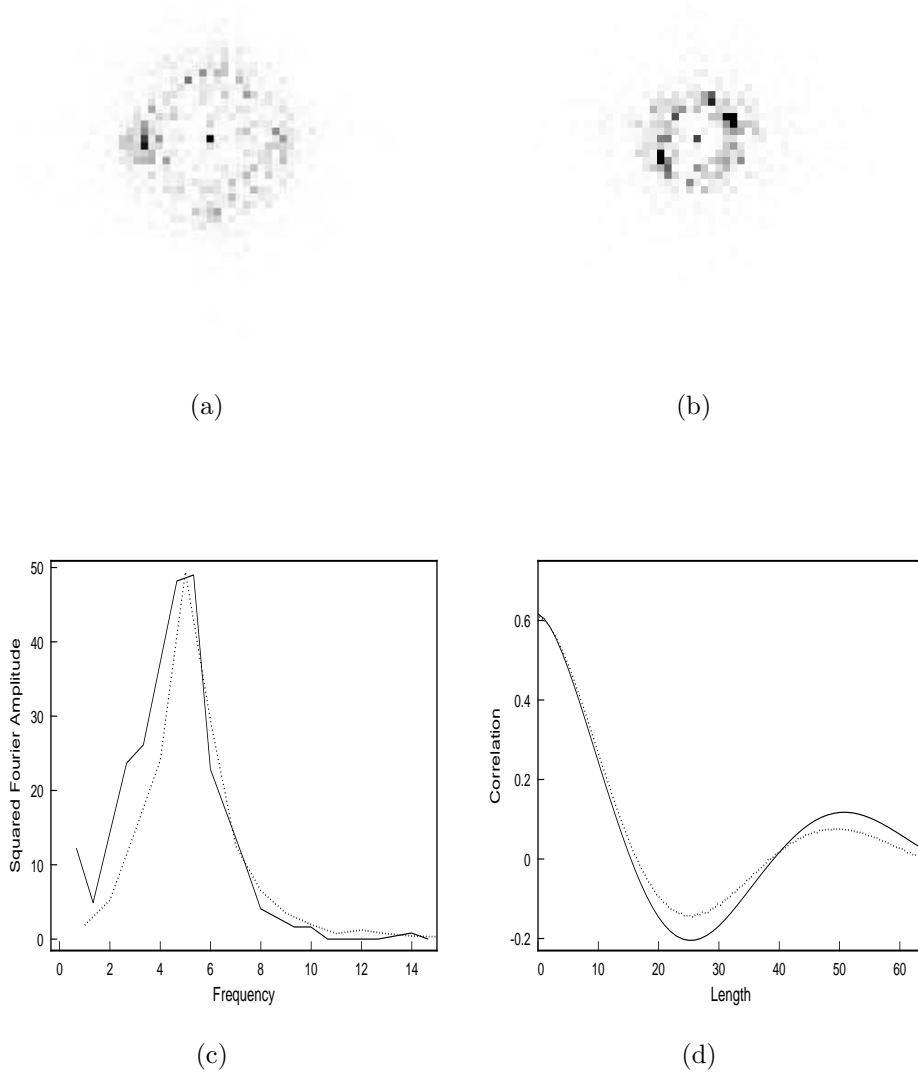 (a)
(b)
50
40
30
20
10
0
Squared Fourier Amplitude
0 2 4 6 8 10 12 14
Frequency
(c)
0.6
0.4
0.2
0
-0.2
Correlation
0 10 20 30 40 50 60
Length
(d)